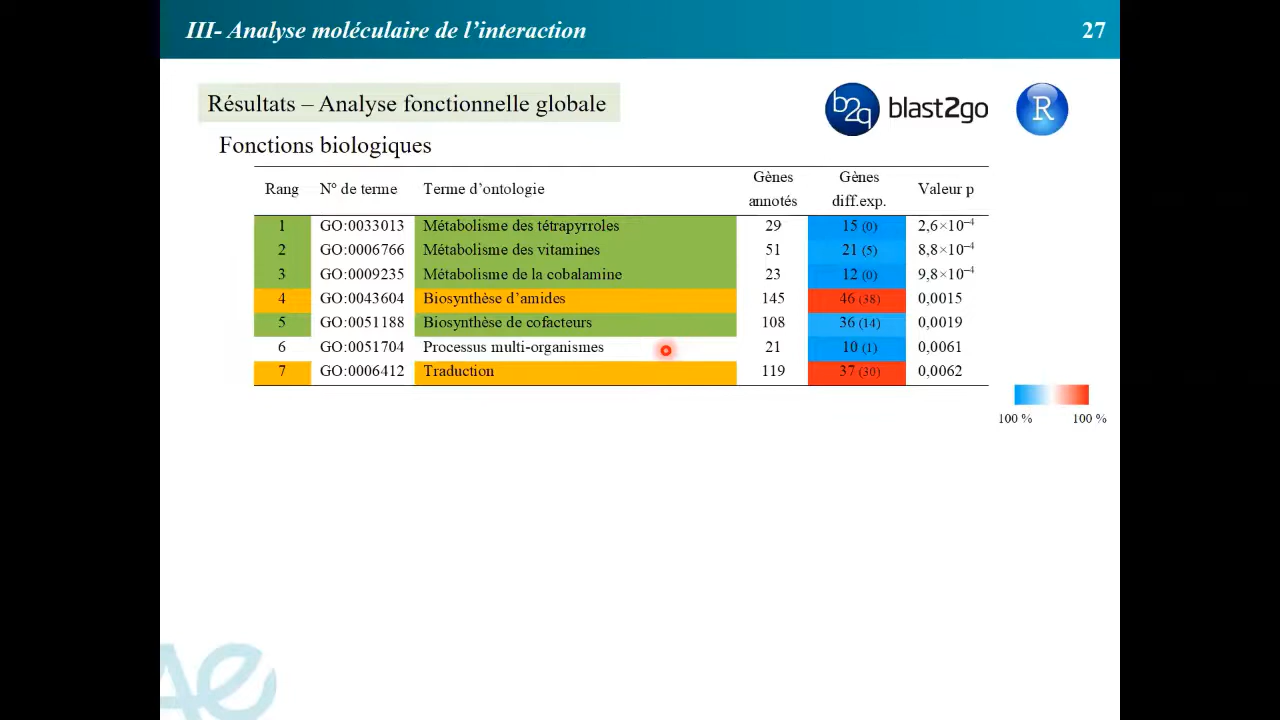 III- Analyse moléculaire de l’interaction 27
Résultats – Analyse fonctionnelle globale
b2g blast2go R
Fonctions biologiques
Rang N° de terme Terme d’ontologie Gènes annotés Gènes diff.exp. Valeur p
1 GO:0033013 Métabolisme des tétrapyrroles 29 15 (0) 2,6×10⁻⁴
2 GO:0006766 Métabolisme des vitamines 51 21 (5) 8,8×10⁻⁴
3 GO:0009235 Métabolisme de la cobalamine 23 12 (0) 9,8×10⁻⁴
4 GO:0043604 Biosynthèse d’amides 145 46 (38) 0,0015
5 GO:0051188 Biosynthèse de cofacteurs 108 36 (14) 0,0019
6 GO:0051704 Processus multi-organismes 21 10 (1) 0,0061
7 GO:0006412 Traduction 119 37 (30) 0,0062
100 % 100 %